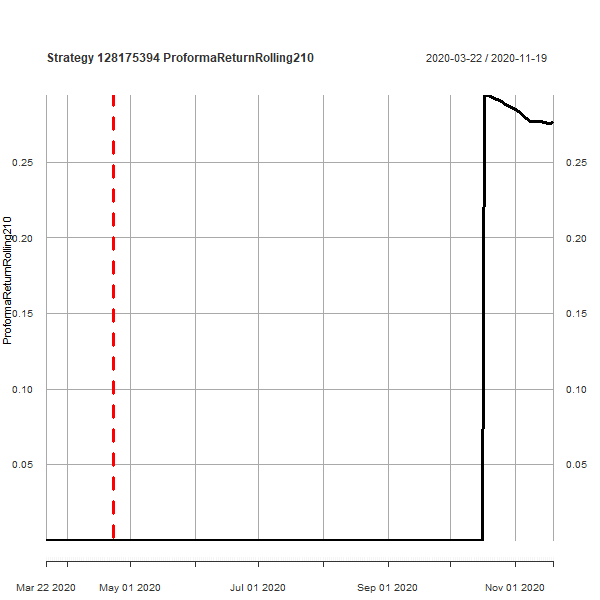 Strategy 128175394 ProformaReturnRolling210
2020-03-22 / 2020-11-19
ProformaReturnRolling210
0.25 0.25
0.20 0.20
0.15 0.15
0.10 0.10
0.05 0.05
Mar 22 2020 May 01 2020 Jul 01 2020 Sep 01 2020 Nov 01 2020